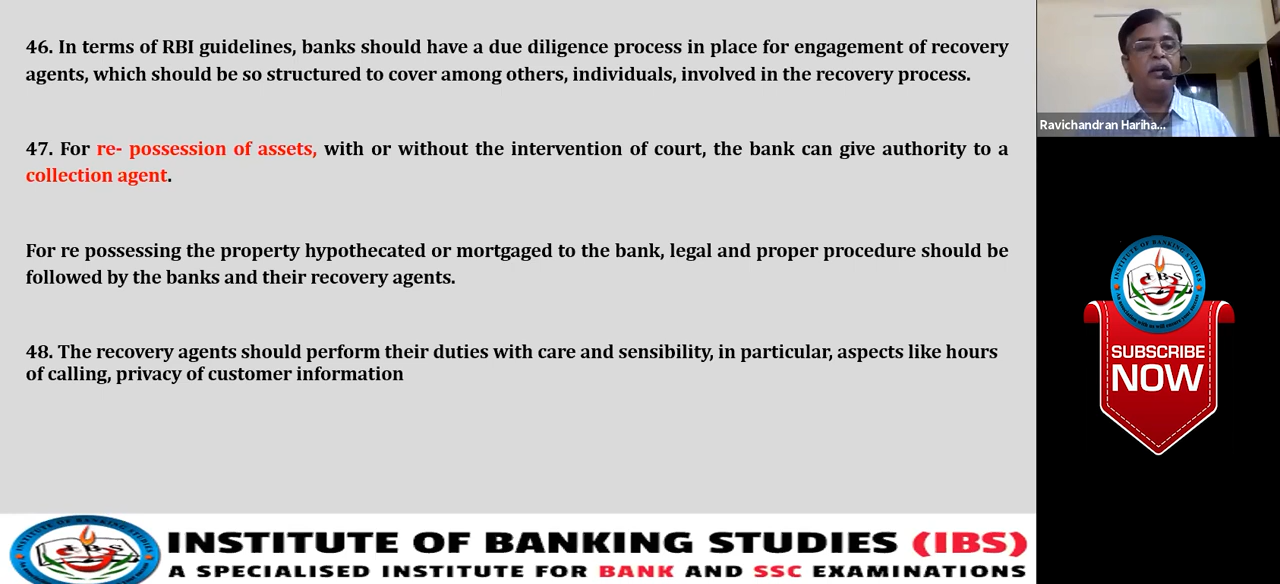 46. In terms of RBI guidelines, banks should have a due diligence process in place for engagement of recovery
agents, which should be so structured to cover among others, individuals, involved in the recovery process.
47. For re- possession of assets, with or without the intervention of court, the bank can give authority to a
collection agent.
For re possessing the property hypothecated or mortgaged to the bank, legal and proper procedure should be
followed by the banks and their recovery agents.
48. The recovery agents should perform their duties with care and sensibility, in particular, aspects like hours
of calling, privacy of customer information
Ravichandran Hariha...
INSTITUTE OF BANKING STUDIES
IBS
SUBSCRIBE
NOW
IBS
INSTITUTE OF BANKING STUDIES (IBS)
A SPECIALISED INSTITUTE FOR BANK AND SSC EXAMINATIONS